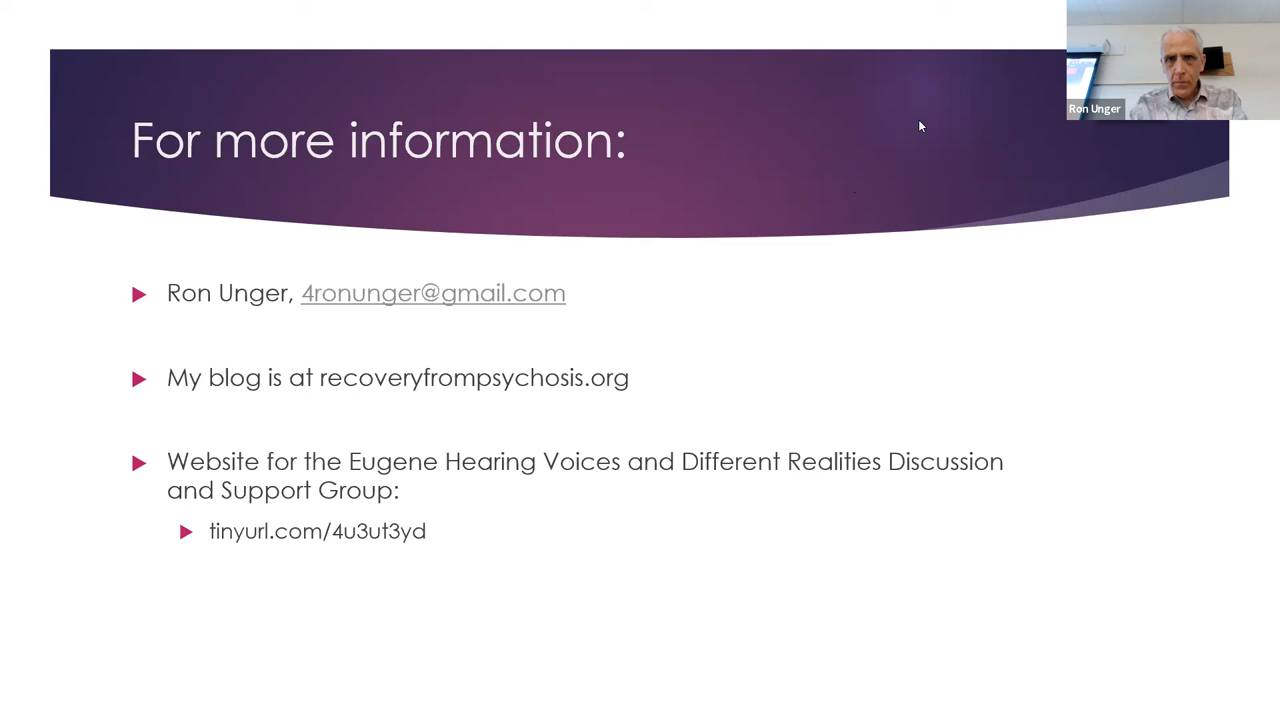 Ron Unger
For more information:
Ron Unger, 4ronunger@gmail.com
My blog is at recoveryfrompsychosis.org
Website for the Eugene Hearing Voices and Different Realities Discussion
and Support Group:
tinyurl.com/4u3ut3yd